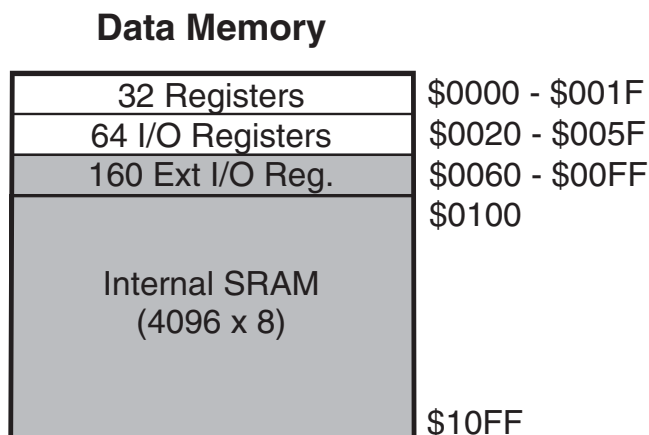 Data Memory
32 Registers $0000 - $001F
64 I/O Registers $0020 - $005F
160 Ext I/O Reg. $0060 - $00FF
$0100
Internal SRAM
(4096 x 8)
$10FF